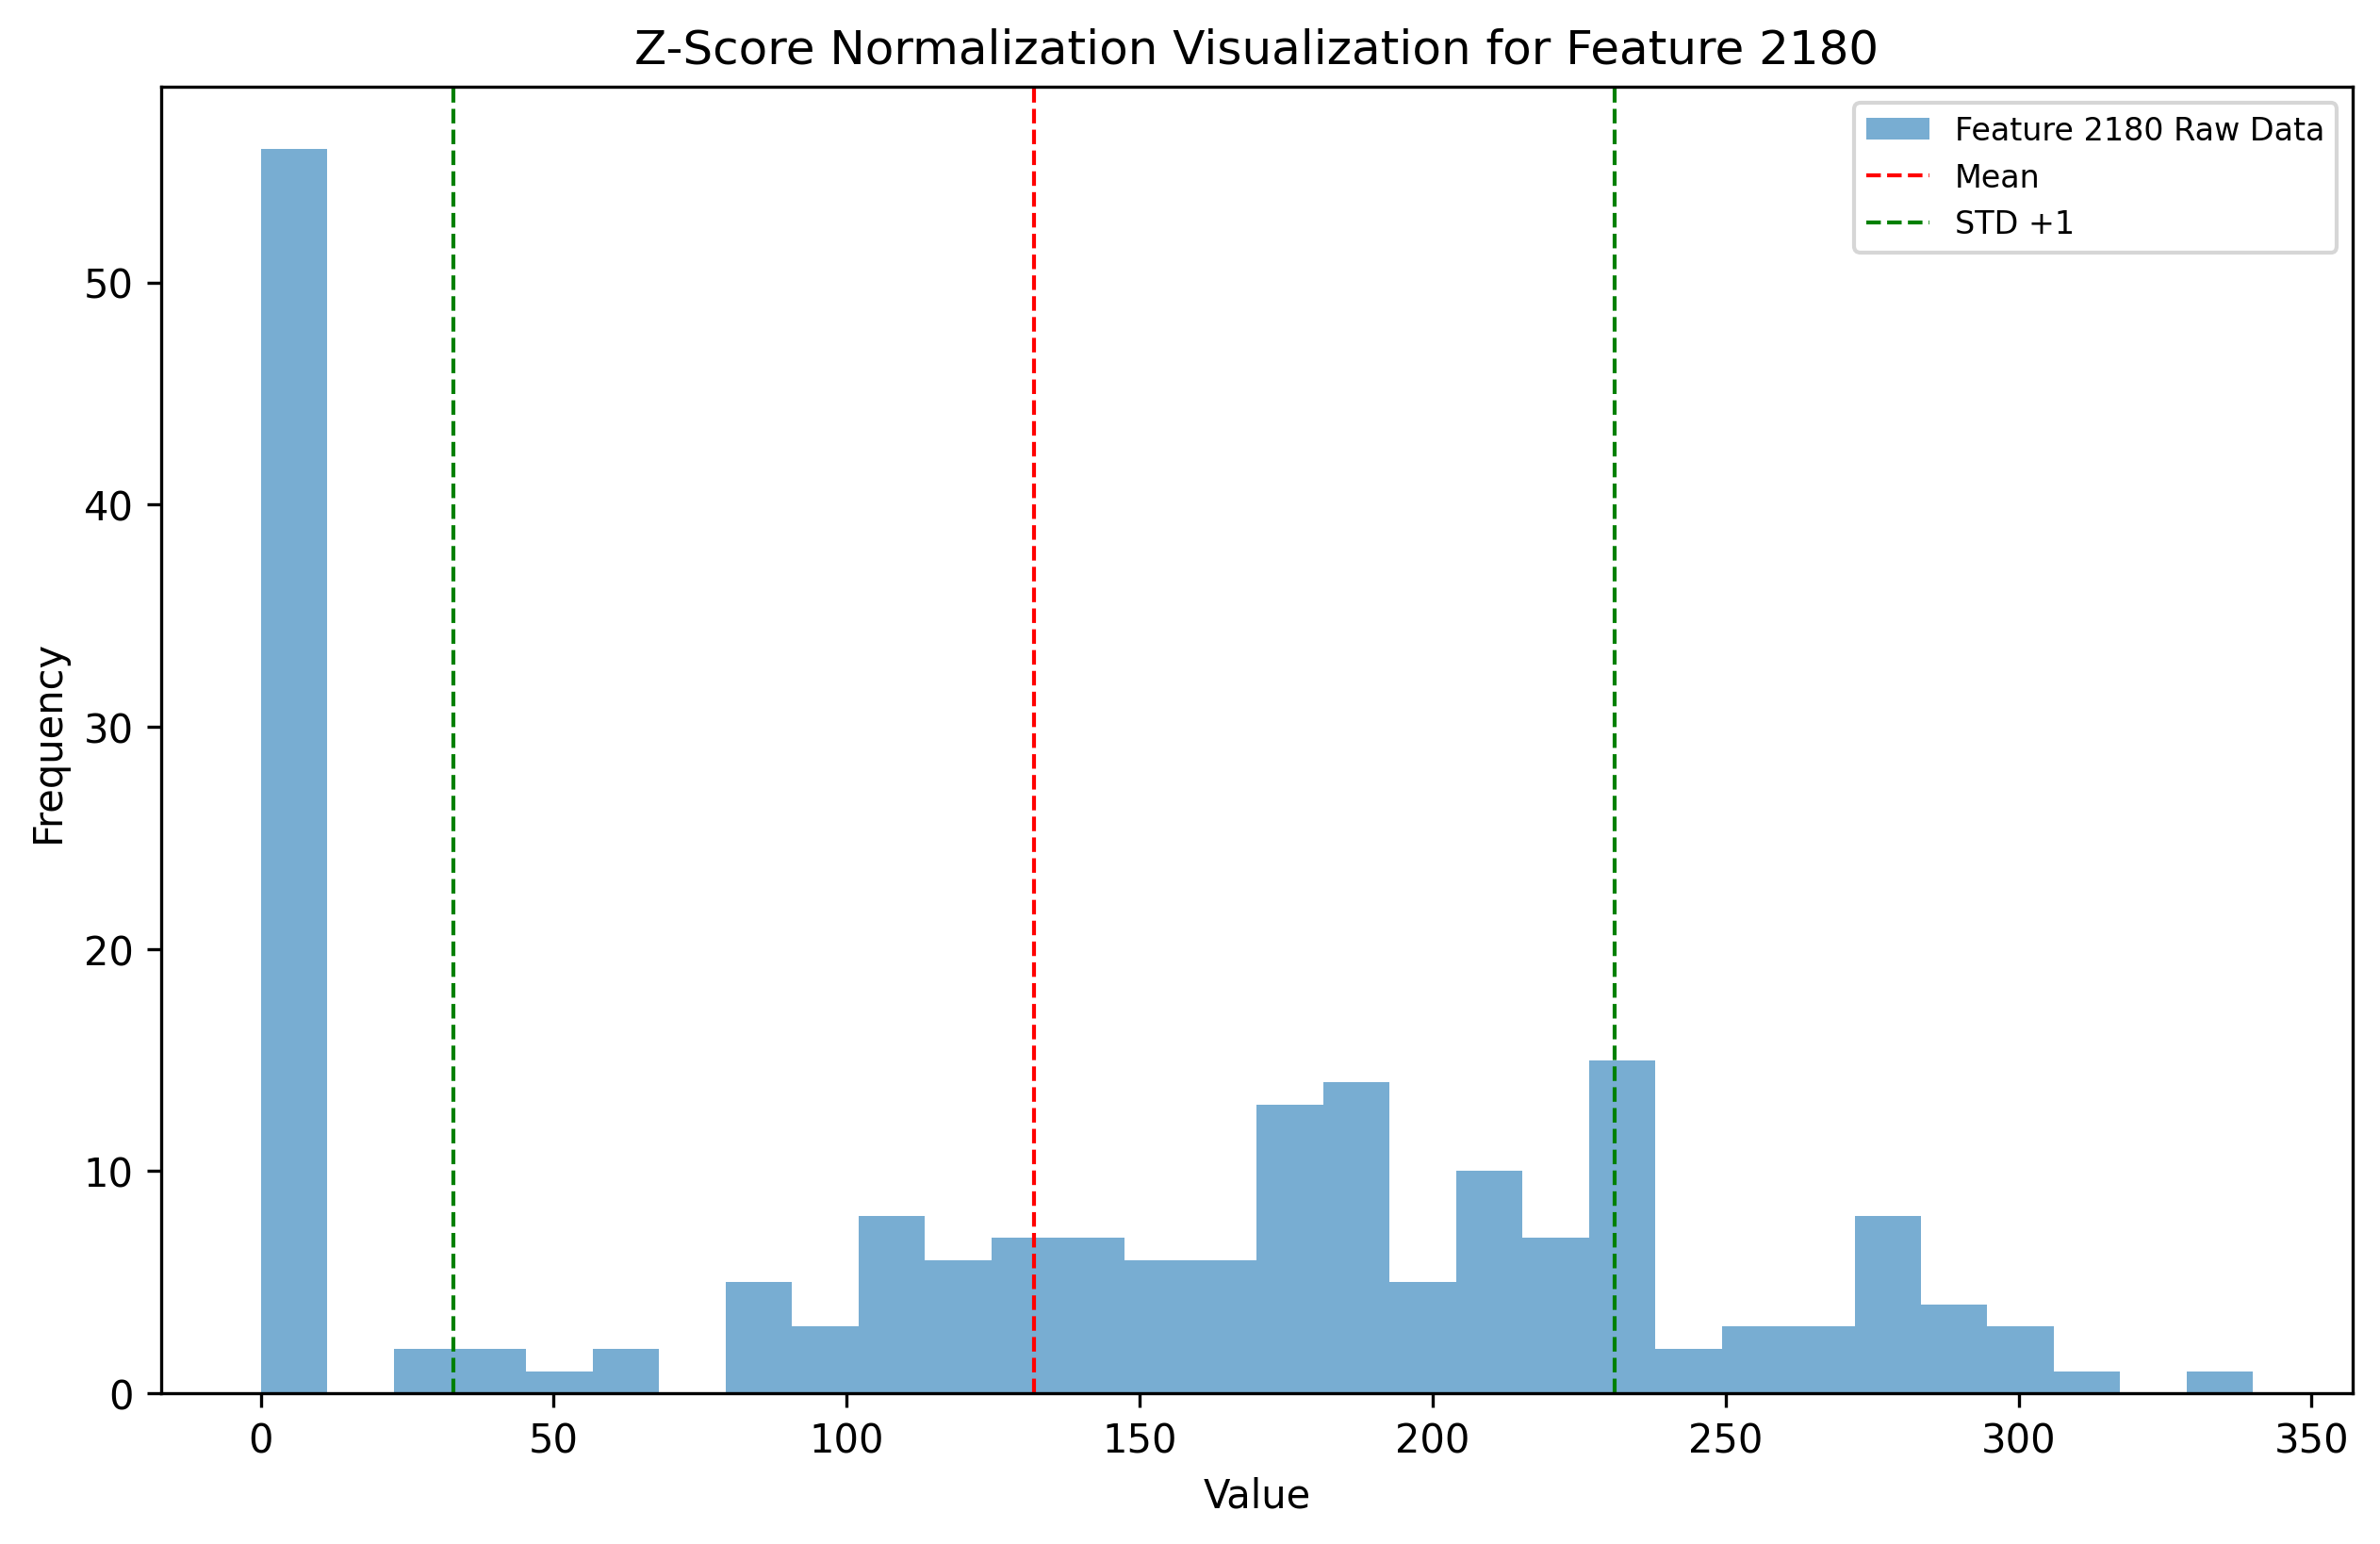 Z-Score Normalization Visualization for Feature 2180
Feature 2180 Raw Data
Mean
STD +1
50
40
30
20
10
0
Frequency
0 50 100 150 200 250 300 350
Value